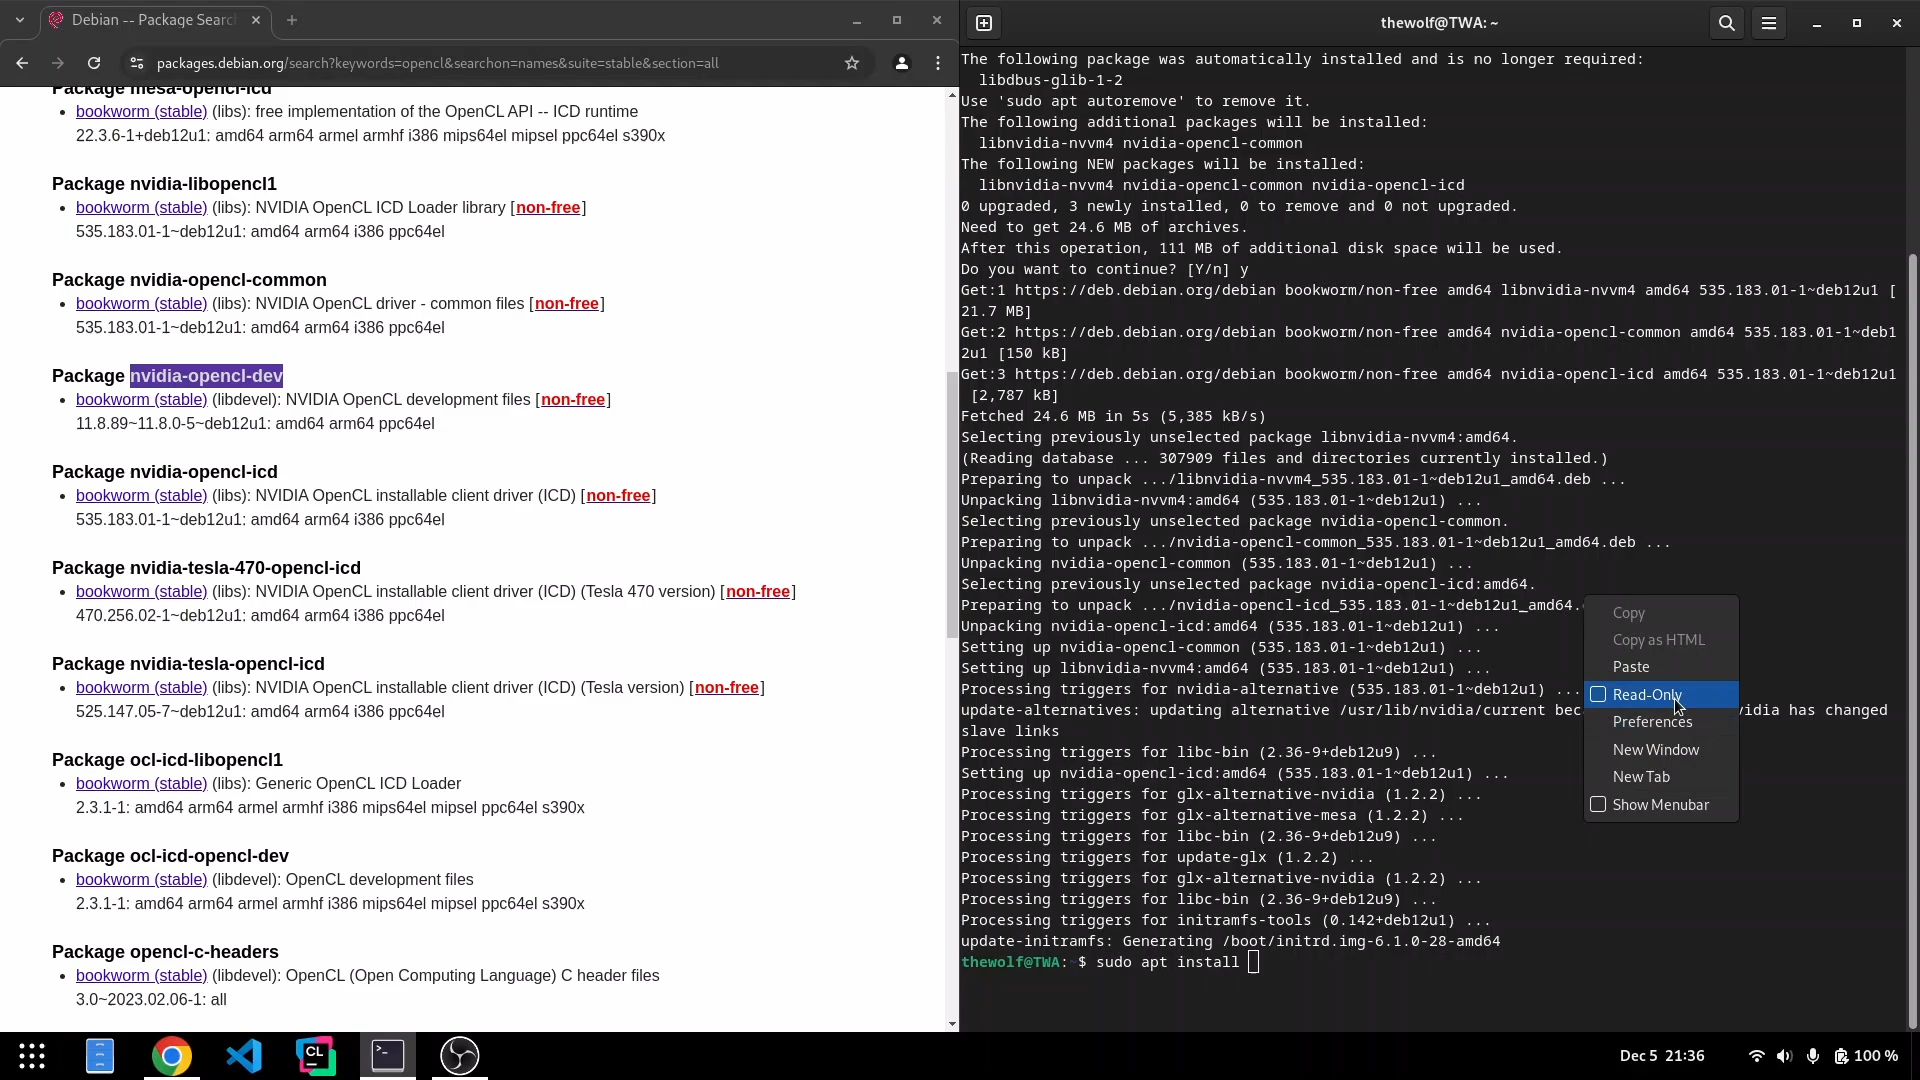 Debian -- Package Searc
thewolf@TWA: ~
packages.debian.org/search?keywords=opencl&searchon=names&suite=stable&section=all
Package mesa-opencl-icd
bookworm (stable) (libs): free implementation of the OpenCL API -- ICD runtime
22.3.6-1+deb12u1: amd64 arm64 armel armhf i386 mips64el mipsel ppc64el s390x
Package nvidia-libopencl1
bookworm (stable) (libs): NVIDIA OpenCL ICD Loader library [non-free]
535.183.01-1~deb12u1: amd64 arm64 i386 ppc64el
Package nvidia-opencl-common
bookworm (stable) (libs): NVIDIA OpenCL driver - common files [non-free]
535.183.01-1~deb12u1: amd64 arm64 i386 ppc64el
Package nvidia-opencl-dev
bookworm (stable) (libdevel): NVIDIA OpenCL development files [non-free]
11.8.89~11.8.0-5~deb12u1: amd64 arm64 ppc64el
Package nvidia-opencl-icd
bookworm (stable) (libs): NVIDIA OpenCL installable client driver (ICD) [non-free]
535.183.01-1~deb12u1: amd64 arm64 i386 ppc64el
Package nvidia-tesla-470-opencl-icd
bookworm (stable) (libs): NVIDIA OpenCL installable client driver (ICD) (Tesla 470 version) [non-free]
470.256.02-1~deb12u1: amd64 arm64 i386 ppc64el
Package nvidia-tesla-opencl-icd
bookworm (stable) (libs): NVIDIA OpenCL installable client driver (ICD) (Tesla version) [non-free]
525.147.05-7~deb12u1: amd64 arm64 i386 ppc64el
Package ocl-icd-libopencl1
bookworm (stable) (libs): Generic OpenCL ICD Loader
2.3.1-1: amd64 arm64 armel armhf i386 mips64el mipsel ppc64el s390x
Package ocl-icd-opencl-dev
bookworm (stable) (libdevel): OpenCL development files
2.3.1-1: amd64 arm64 armel armhf i386 mips64el mipsel ppc64el s390x
Package opencl-c-headers
bookworm (stable) (libdevel): OpenCL (Open Computing Language) C header files
3.0~2023.02.06-1: all
The following package was automatically installed and is no longer required:
libdbus-glib-1-2
Use 'sudo apt autoremove' to remove it.
The following additional packages will be installed:
libnvidia-nvvm4 nvidia-opencl-common
The following NEW packages will be installed:
libnvidia-nvvm4 nvidia-opencl-common nvidia-opencl-icd
0 upgraded, 3 newly installed, 0 to remove and 0 not upgraded.
Need to get 24.6 MB of archives.
After this operation, 111 MB of additional disk space will be used.
Do you want to continue? [Y/n] y
Get:1 https://deb.debian.org/debian bookworm/non-free amd64 libnvidia-nvvm4 amd64 535.183.01-1~deb12u1 [
21.7 MB]
Get:2 https://deb.debian.org/debian bookworm/non-free amd64 nvidia-opencl-common amd64 535.183.01-1~deb1
2u1 [150 kB]
Get:3 https://deb.debian.org/debian bookworm/non-free amd64 nvidia-opencl-icd amd64 535.183.01-1~deb12u1
[2,787 kB]
Fetched 24.6 MB in 5s (5,385 kB/s)
Selecting previously unselected package libnvidia-nvvm4:amd64.
(Reading database ... 307909 files and directories currently installed.)
Preparing to unpack .../libnvidia-nvvm4_535.183.01-1~deb12u1_amd64.deb ...
Unpacking libnvidia-nvvm4:amd64 (535.183.01-1~deb12u1) ...
Selecting previously unselected package nvidia-opencl-common.
Preparing to unpack .../nvidia-opencl-common_535.183.01-1~deb12u1_amd64.deb ...
Unpacking nvidia-opencl-common (535.183.01-1~deb12u1) ...
Selecting previously unselected package nvidia-opencl-icd:amd64.
Preparing to unpack .../nvidia-opencl-icd_535.183.01-1~deb12u1_amd64.
Unpacking nvidia-opencl-icd:amd64 (535.183.01-1~deb12u1) ...
Setting up nvidia-opencl-common (535.183.01-1~deb12u1) ...
Setting up libnvidia-nvvm4:amd64 (535.183.01-1~deb12u1) ...
Processing triggers for nvidia-alternative (535.183.01-1~deb12u1) ...
update-alternatives: updating alternative /usr/lib/nvidia/current bec vidia has changed
slave links
Processing triggers for libc-bin (2.36-9+deb12u9) ...
Setting up nvidia-opencl-icd:amd64 (535.183.01-1~deb12u1) ...
Processing triggers for glx-alternative-nvidia (1.2.2) ...
Processing triggers for glx-alternative-mesa (1.2.2) ...
Processing triggers for libc-bin (2.36-9+deb12u9) ...
Processing triggers for update-glx (1.2.2) ...
Processing triggers for glx-alternative-nvidia (1.2.2) ...
Processing triggers for libc-bin (2.36-9+deb12u9) ...
Processing triggers for initramfs-tools (0.142+deb12u1) ...
update-initramfs: Generating /boot/initrd.img-6.1.0-28-amd64
thewolf@TWA:~$ sudo apt install
Copy
Copy as HTML
Paste
Read-Only
Preferences
New Window
New Tab
Show Menubar
CL
Dec 5 21:36
100 %